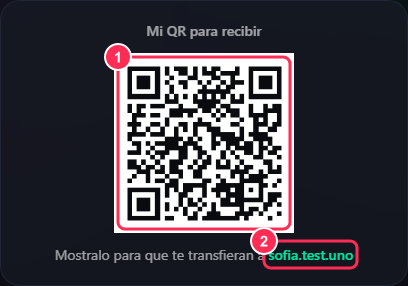 Mi QR para recibir
1
2
Mostralo para que te transfieran a sofia.test.uno